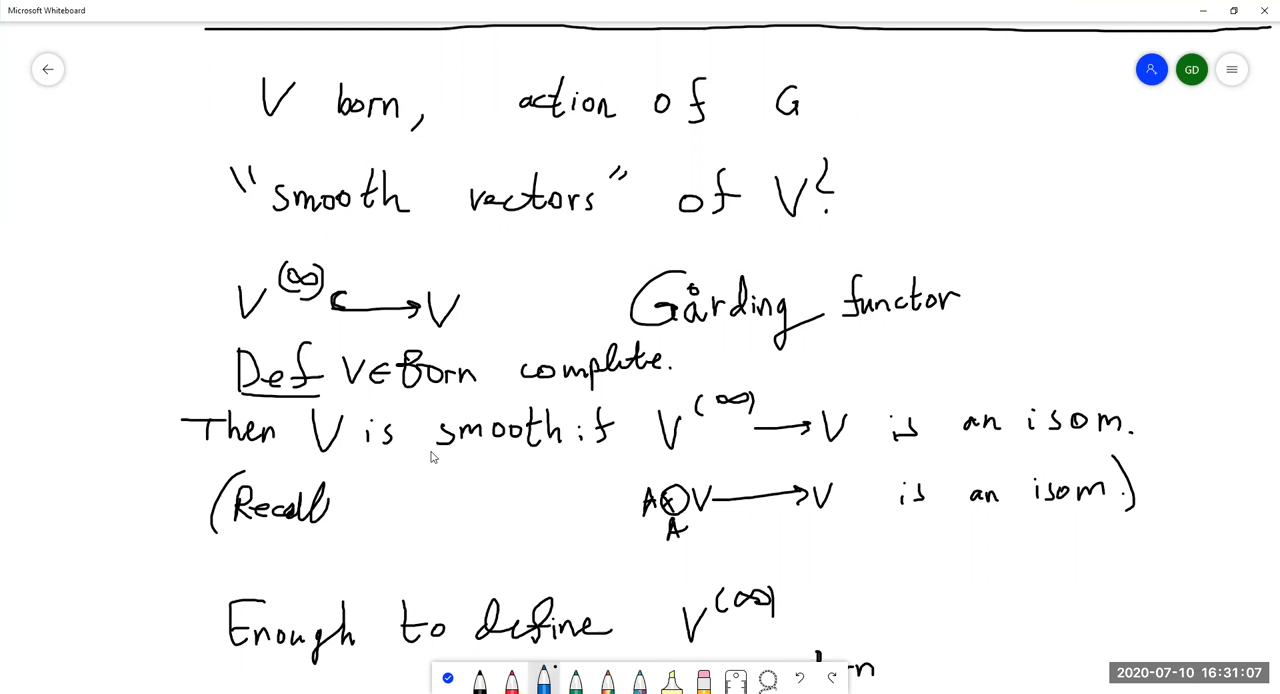 Microsoft Whiteboard
GD
V born, action of G
"smooth vectors" of V?
V^(∞) ↪ V Gårding functor
Def V∈Born complete.
Then V is smooth if V^(∞) → V is an isom.
(Recall A⊗_A V → V is an isom.)
Enough to define V^(∞)
2020-07-10 16:31:07